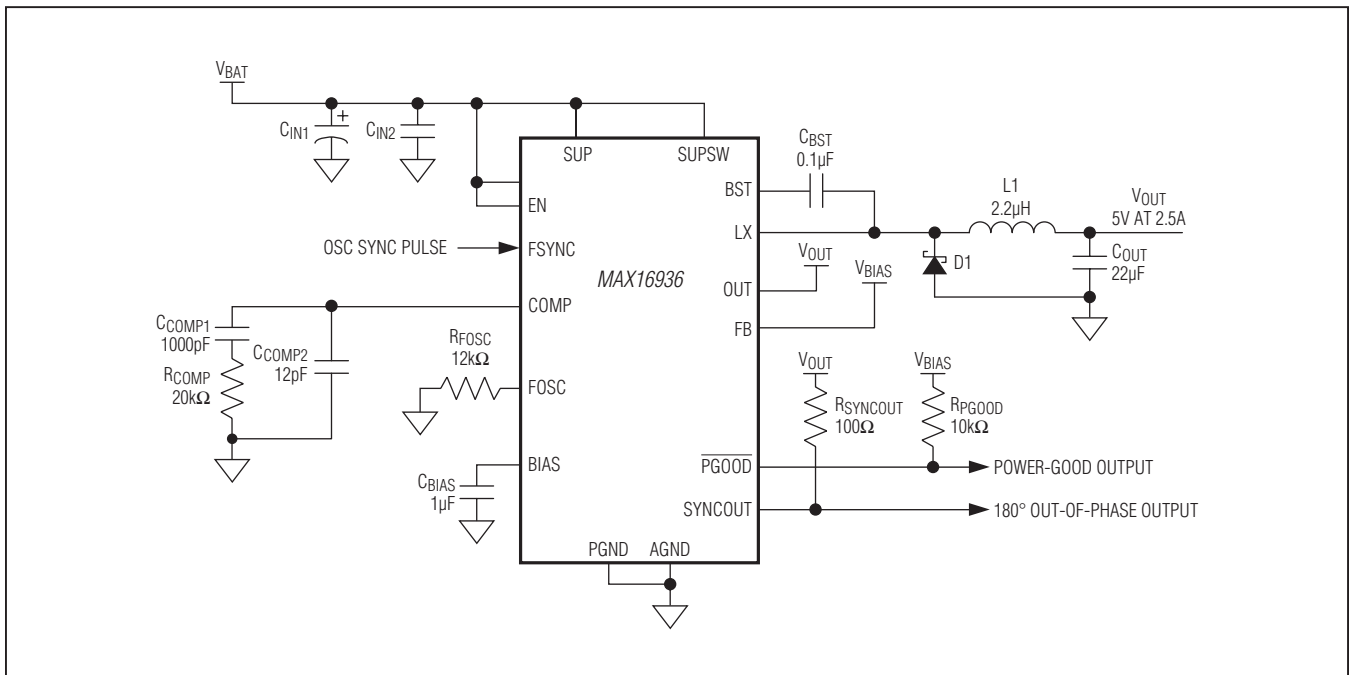 VBAT
CIN1
+
CIN2
SUP
SUPSW
CBST
0.1µF
BST
L1
2.2µH
VOUT
5V AT 2.5A
EN
LX
OSC SYNC PULSE
FSYNC
MAX16936
VOUT
VBIAS
D1
COUT
22µF
OUT
COMP
FB
CCOMP1
1000pF
CCOMP2
12pF
RCOMP
20kΩ
RFOSC
12kΩ
FOSC
VOUT
VBIAS
RSYNCOUT
100Ω
RPGOOD
10kΩ
BIAS
CBIAS
1µF
PGOOD
POWER-GOOD OUTPUT
SYNCOUT
180° OUT-OF-PHASE OUTPUT
PGND
AGND